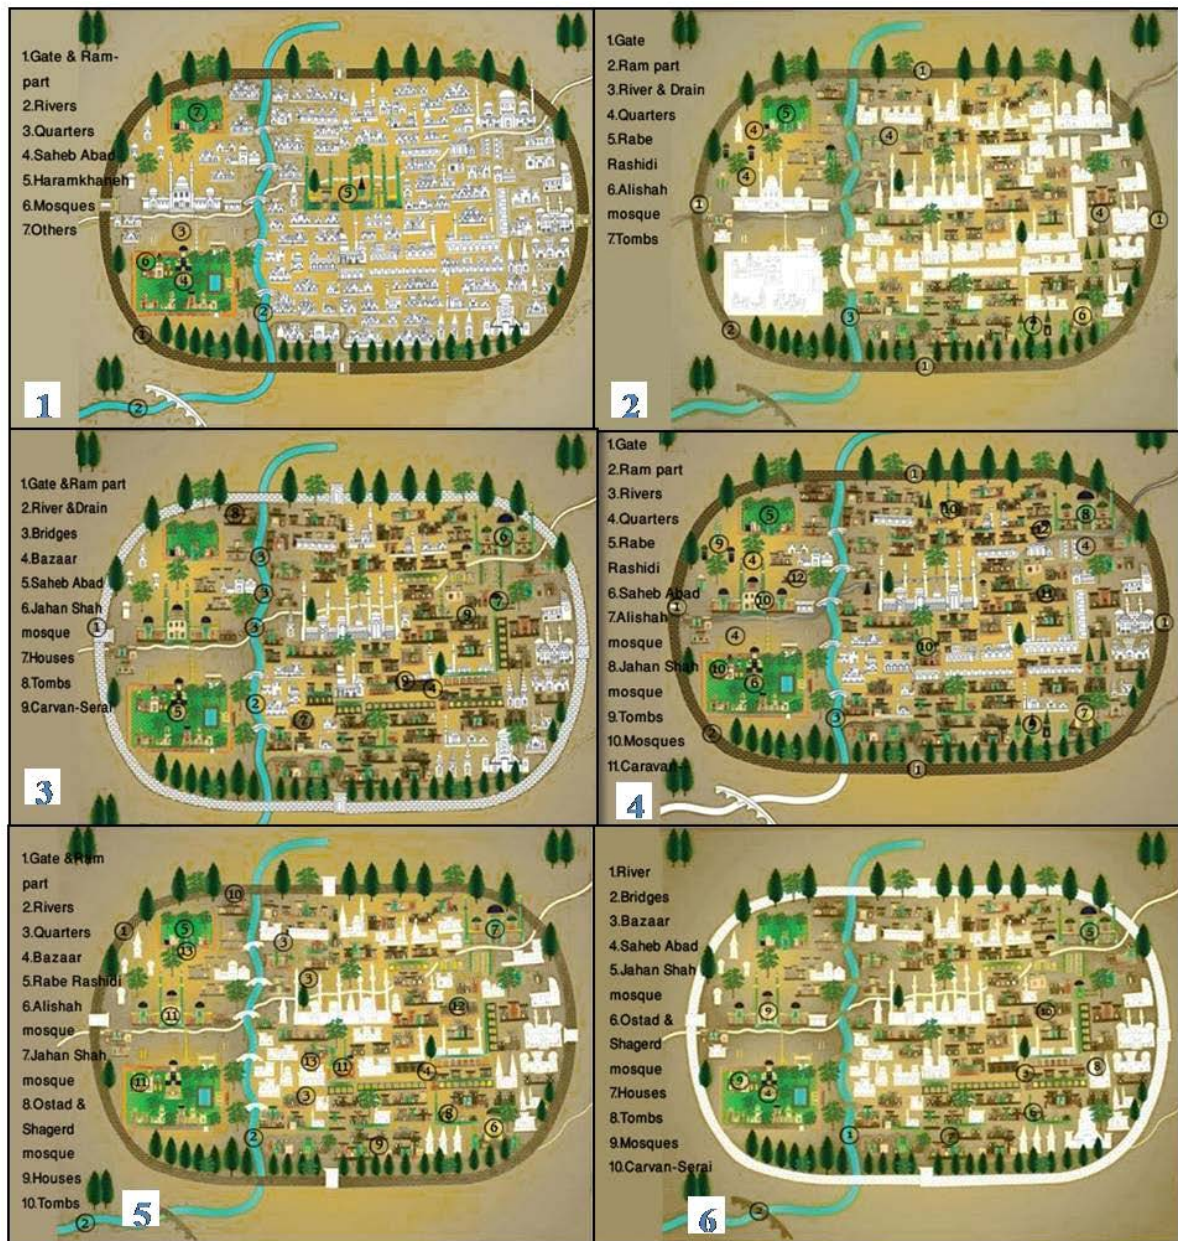 1.Gate & Ram-
part
2.Rivers
3.Quarters
4.Saheb Abad
5.Haramkhaneh
6.Mosques
7.Others
1
1.Gate
2.Ram part
3.River & Drain
4.Quarters
5.Rabe
Rashidi
6.Alishah
mosque
7.Tombs
2
1.Gate &Ram part
2.River &Drain
3.Bridges
4.Bazaar
5.Saheb Abad
6.Jahan Shah
mosque
7.Houses
8.Tombs
9.Carvan-Serai
3
1.Gate
2.Ram part
3.Rivers
4.Quarters
5.Rabe
Rashidi
6.Saheb Abad
7.Alishah
mosque
8.Jahan Shah
mosque
9.Tombs
10.Mosques
11.Caravan-
4
1.Gate &Ram
part
2.Rivers
3.Quarters
4.Bazaar
5.Rabe Rashidi
6.Alishah
mosque
7.Jahan Shah
mosque
8.Ostad &
Shagerd
mosque
9.Houses
10.Tombs
5
1.River
2.Bridges
3.Bazaar
4.Saheb Abad
5.Jahan Shah
mosque
6.Ostad &
Shagerd
mosque
7.Houses
8.Tombs
9.Mosques
10.Carvan-Serai
6